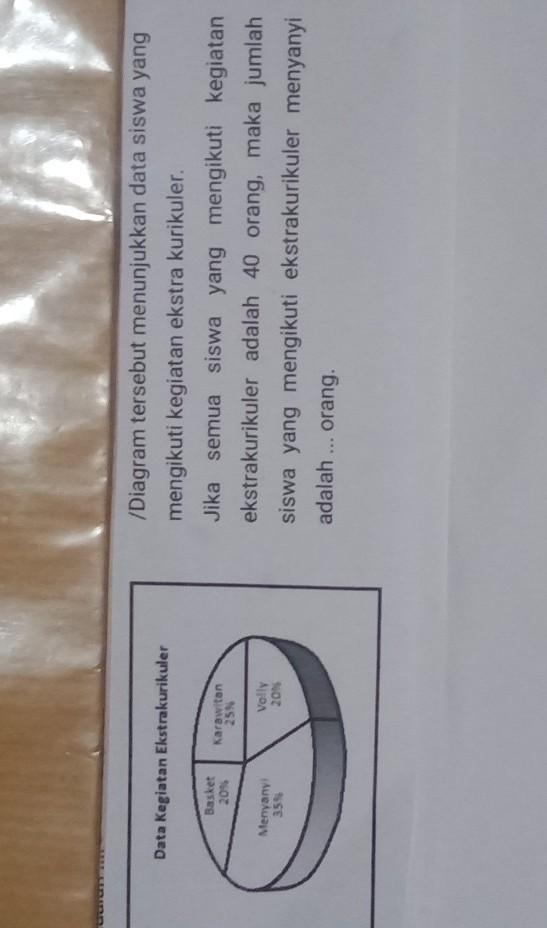 Data Kegiatan Ekstrakurikuler
Basket
20%
Karawitan
25%
Menyanyi
35%
Volly
20%
/Diagram tersebut menunjukkan data siswa yang
mengikuti kegiatan ekstra kurikuler.
Jika semua siswa yang mengikuti kegiatan
ekstrakurikuler adalah 40 orang, maka jumlah
siswa yang mengikuti ekstrakurikuler menyanyi
adalah ... orang.